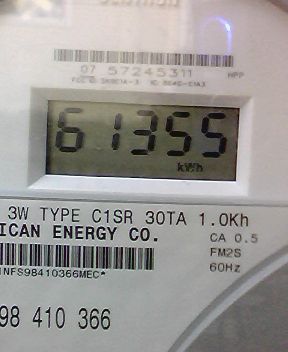 07 57245311 HPP
61355
kWh
3W TYPE C1SR 30TA 1.0Kh
ICAN ENERGY CO. CA 0.5
FM2S
INFS98410366MEC* 60Hz
98 410 366